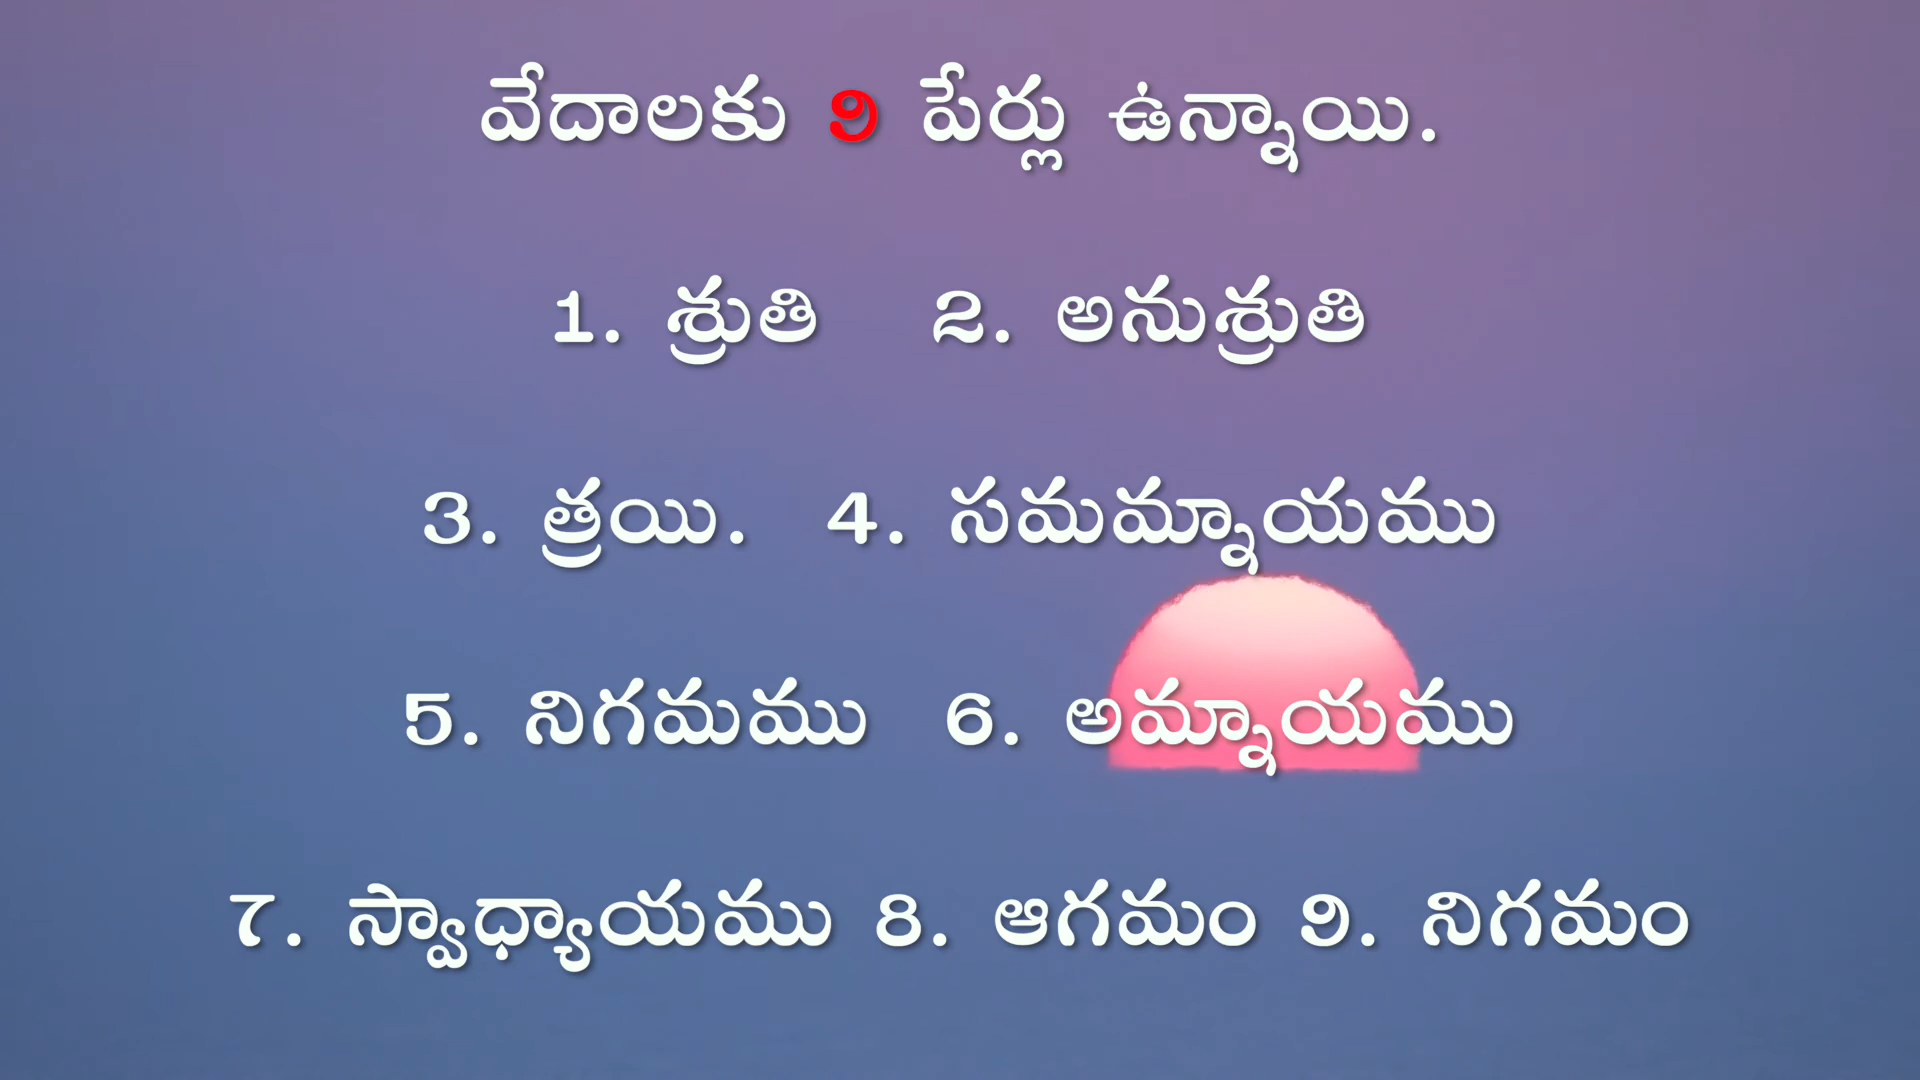 వేదాలకు 9 పేర్లు ఉన్నాయి.
1. శ్రుతి 2. అనుశ్రుతి
3. త్రయి. 4. సమమ్నాయము
5. నిగమము 6. అమ్నాయము
7. స్వాధ్యాయము 8. ఆగమం 9. నిగమం